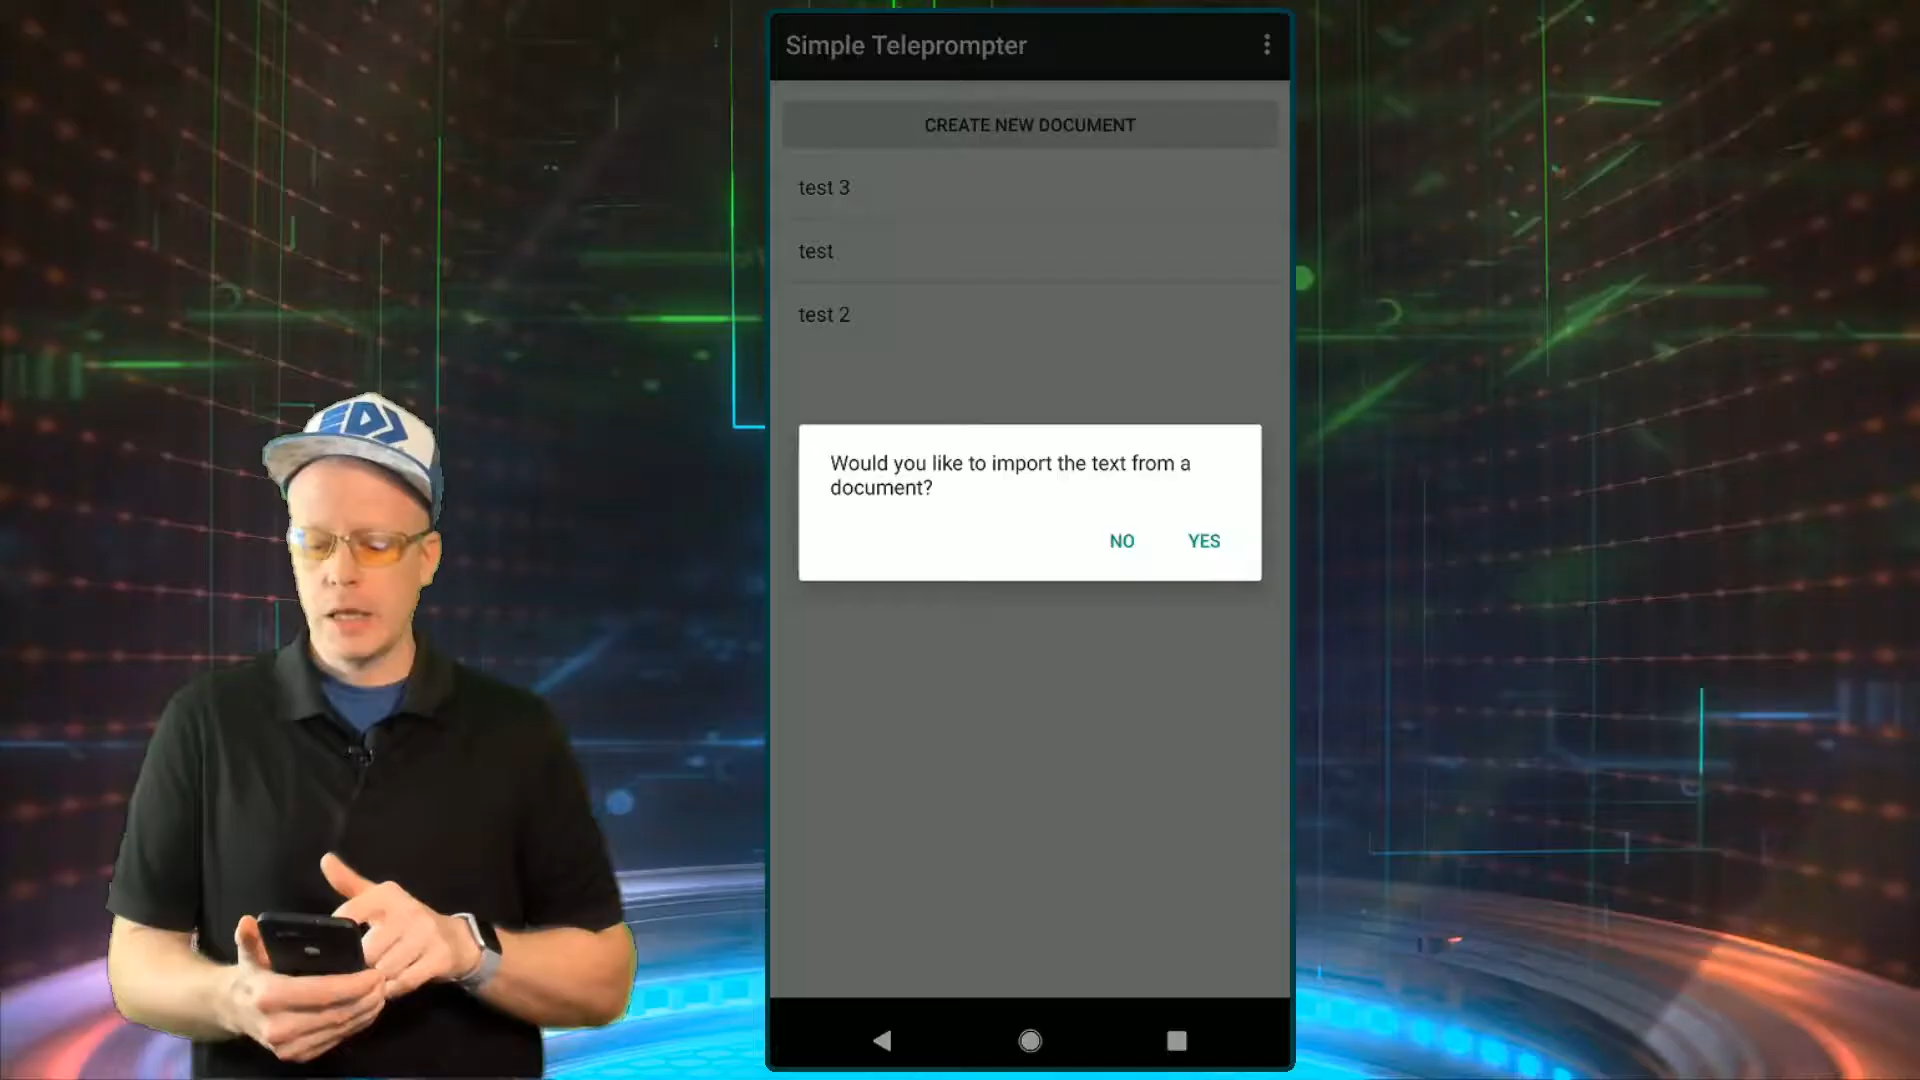 Simple Teleprompter
CREATE NEW DOCUMENT
test 3
test
test 2
Would you like to import the text from a
document?
NO YES